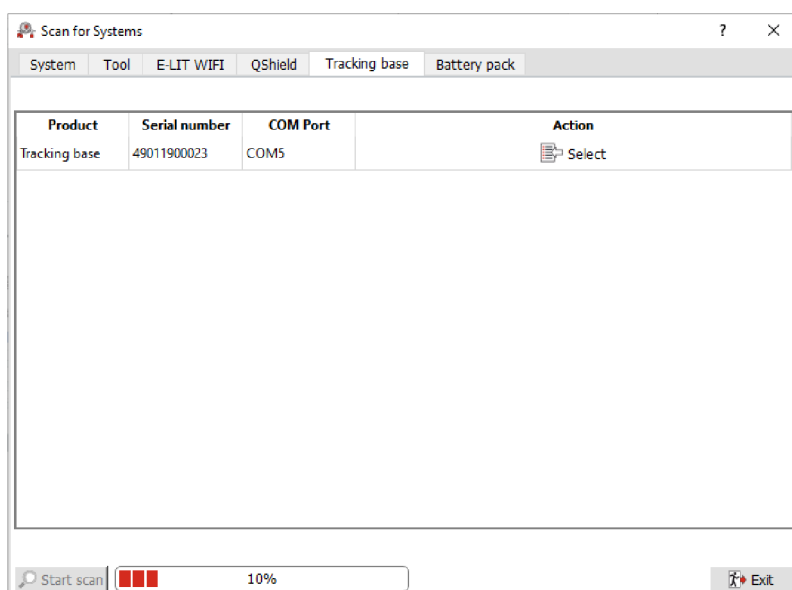 Scan for Systems ?
System Tool E-LIT WIFI QShield Tracking base Battery pack
Product Serial number COM Port Action
Tracking base 49011900023 COM5 Select
Start scan 10% Exit